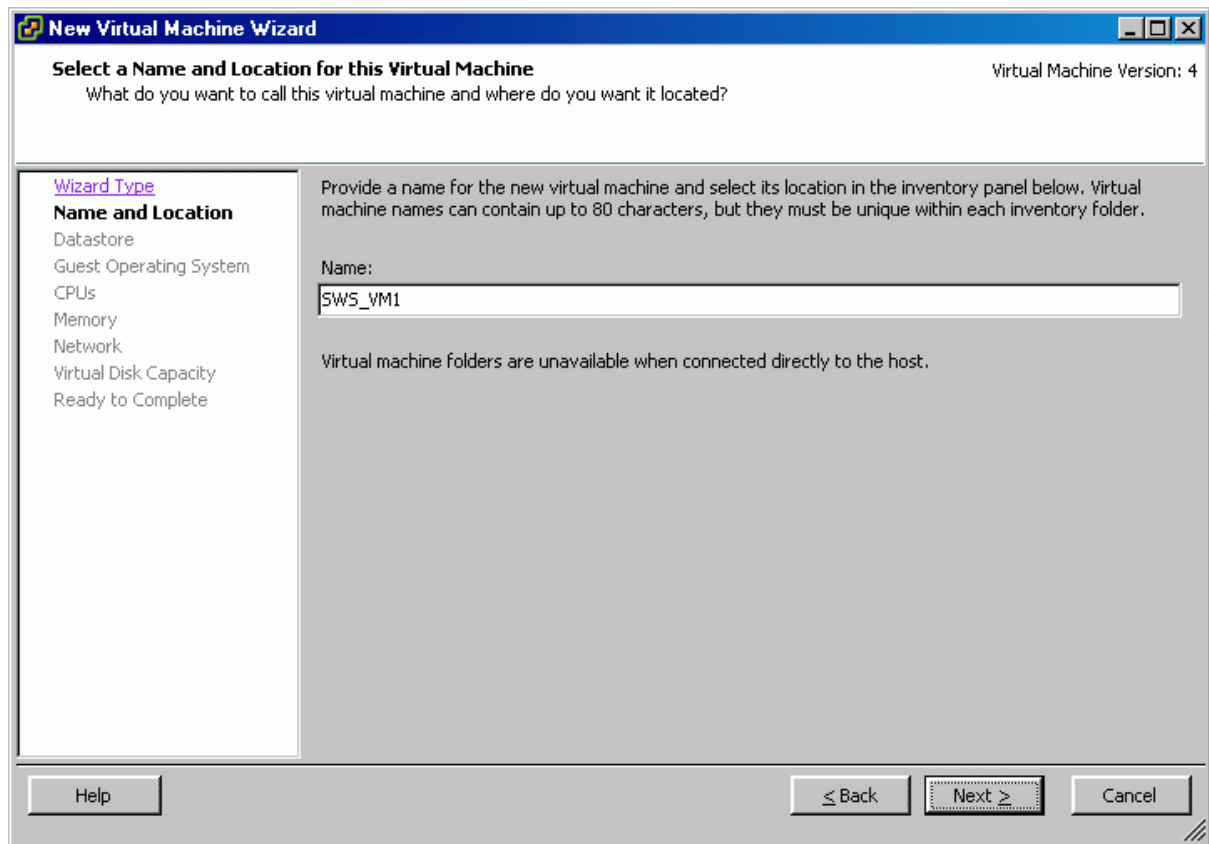 New Virtual Machine Wizard
Select a Name and Location for this Virtual Machine
Virtual Machine Version: 4
What do you want to call this virtual machine and where do you want it located?
Wizard Type
Name and Location
Datastore
Guest Operating System
CPUs
Memory
Network
Virtual Disk Capacity
Ready to Complete
Provide a name for the new virtual machine and select its location in the inventory panel below. Virtual
machine names can contain up to 80 characters, but they must be unique within each inventory folder.
Name:
SWS_VM1
Virtual machine folders are unavailable when connected directly to the host.
Help
≤ Back
Next ≥
Cancel